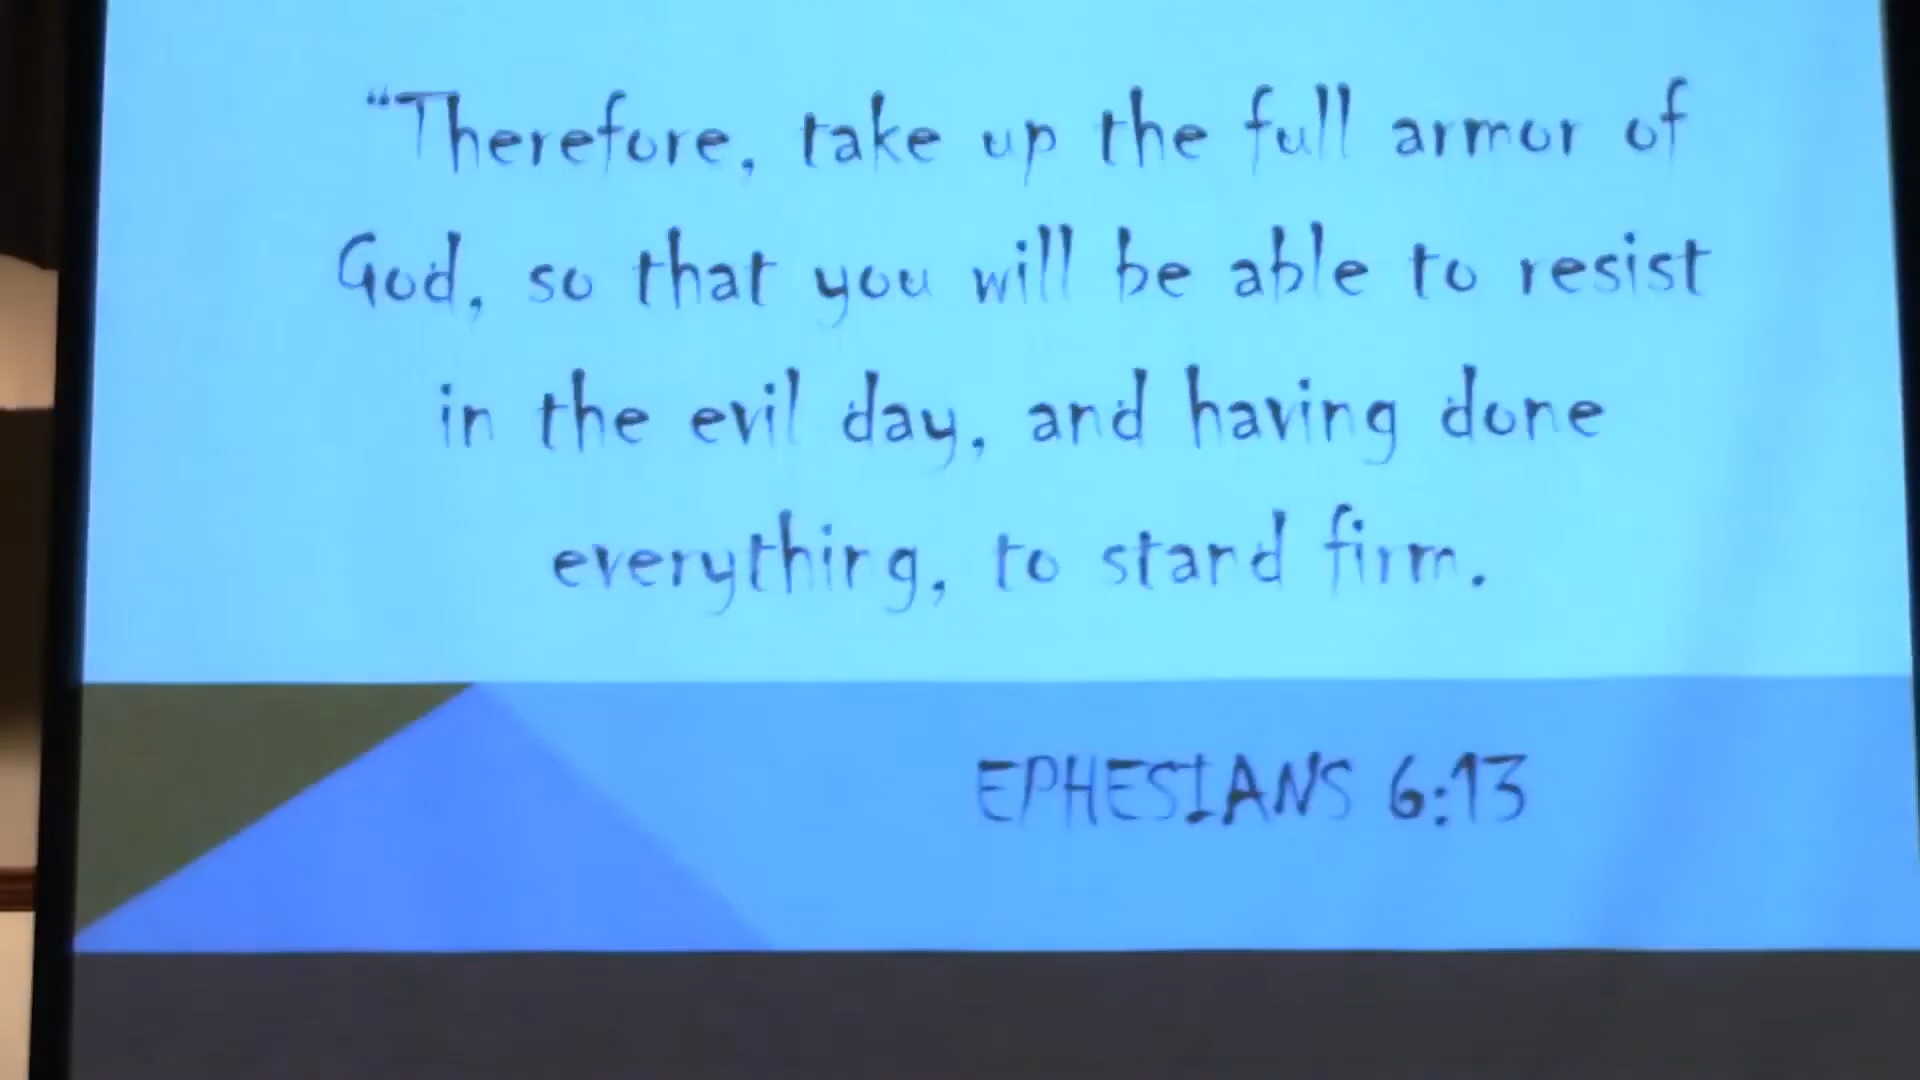 “Therefore, take up the full armor of
God, so that you will be able to resist
in the evil day, and having done
everything, to stand firm.
EPHESIANS 6:13